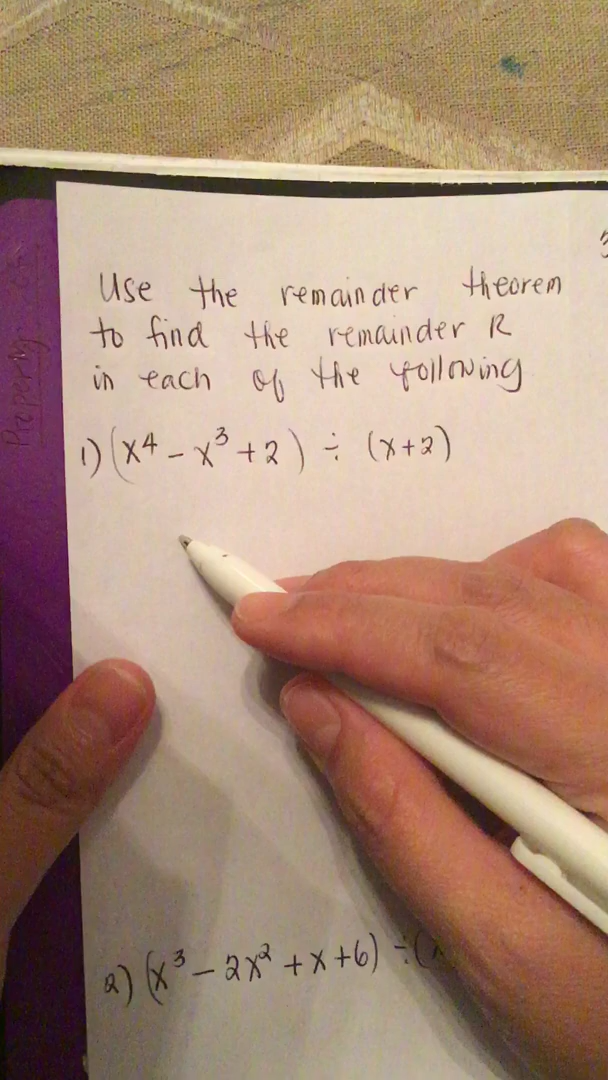 Use the remainder theorem
to find the remainder R
in each of the following
1) (x⁴ - x³ + 2) ÷ (x+2)
2) (x³ - 2x² + x + 6) ÷ (